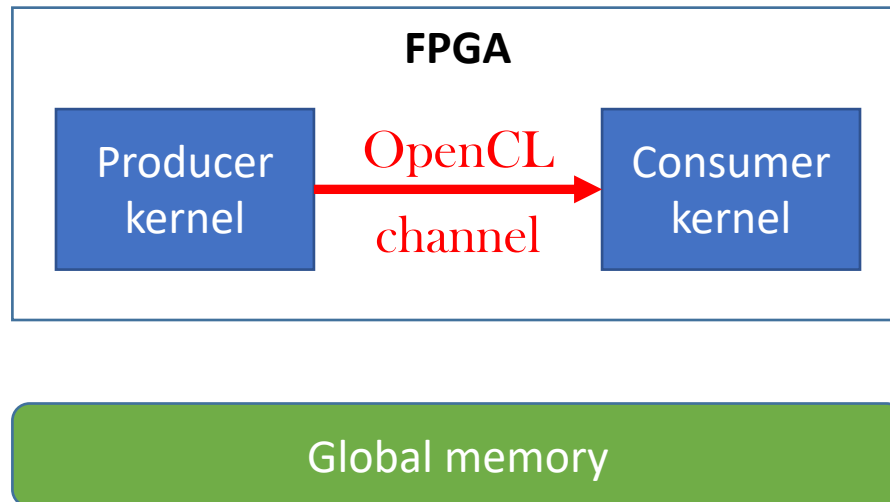 FPGA
Producer
kernel
OpenCL
channel
Consumer
kernel
Global memory